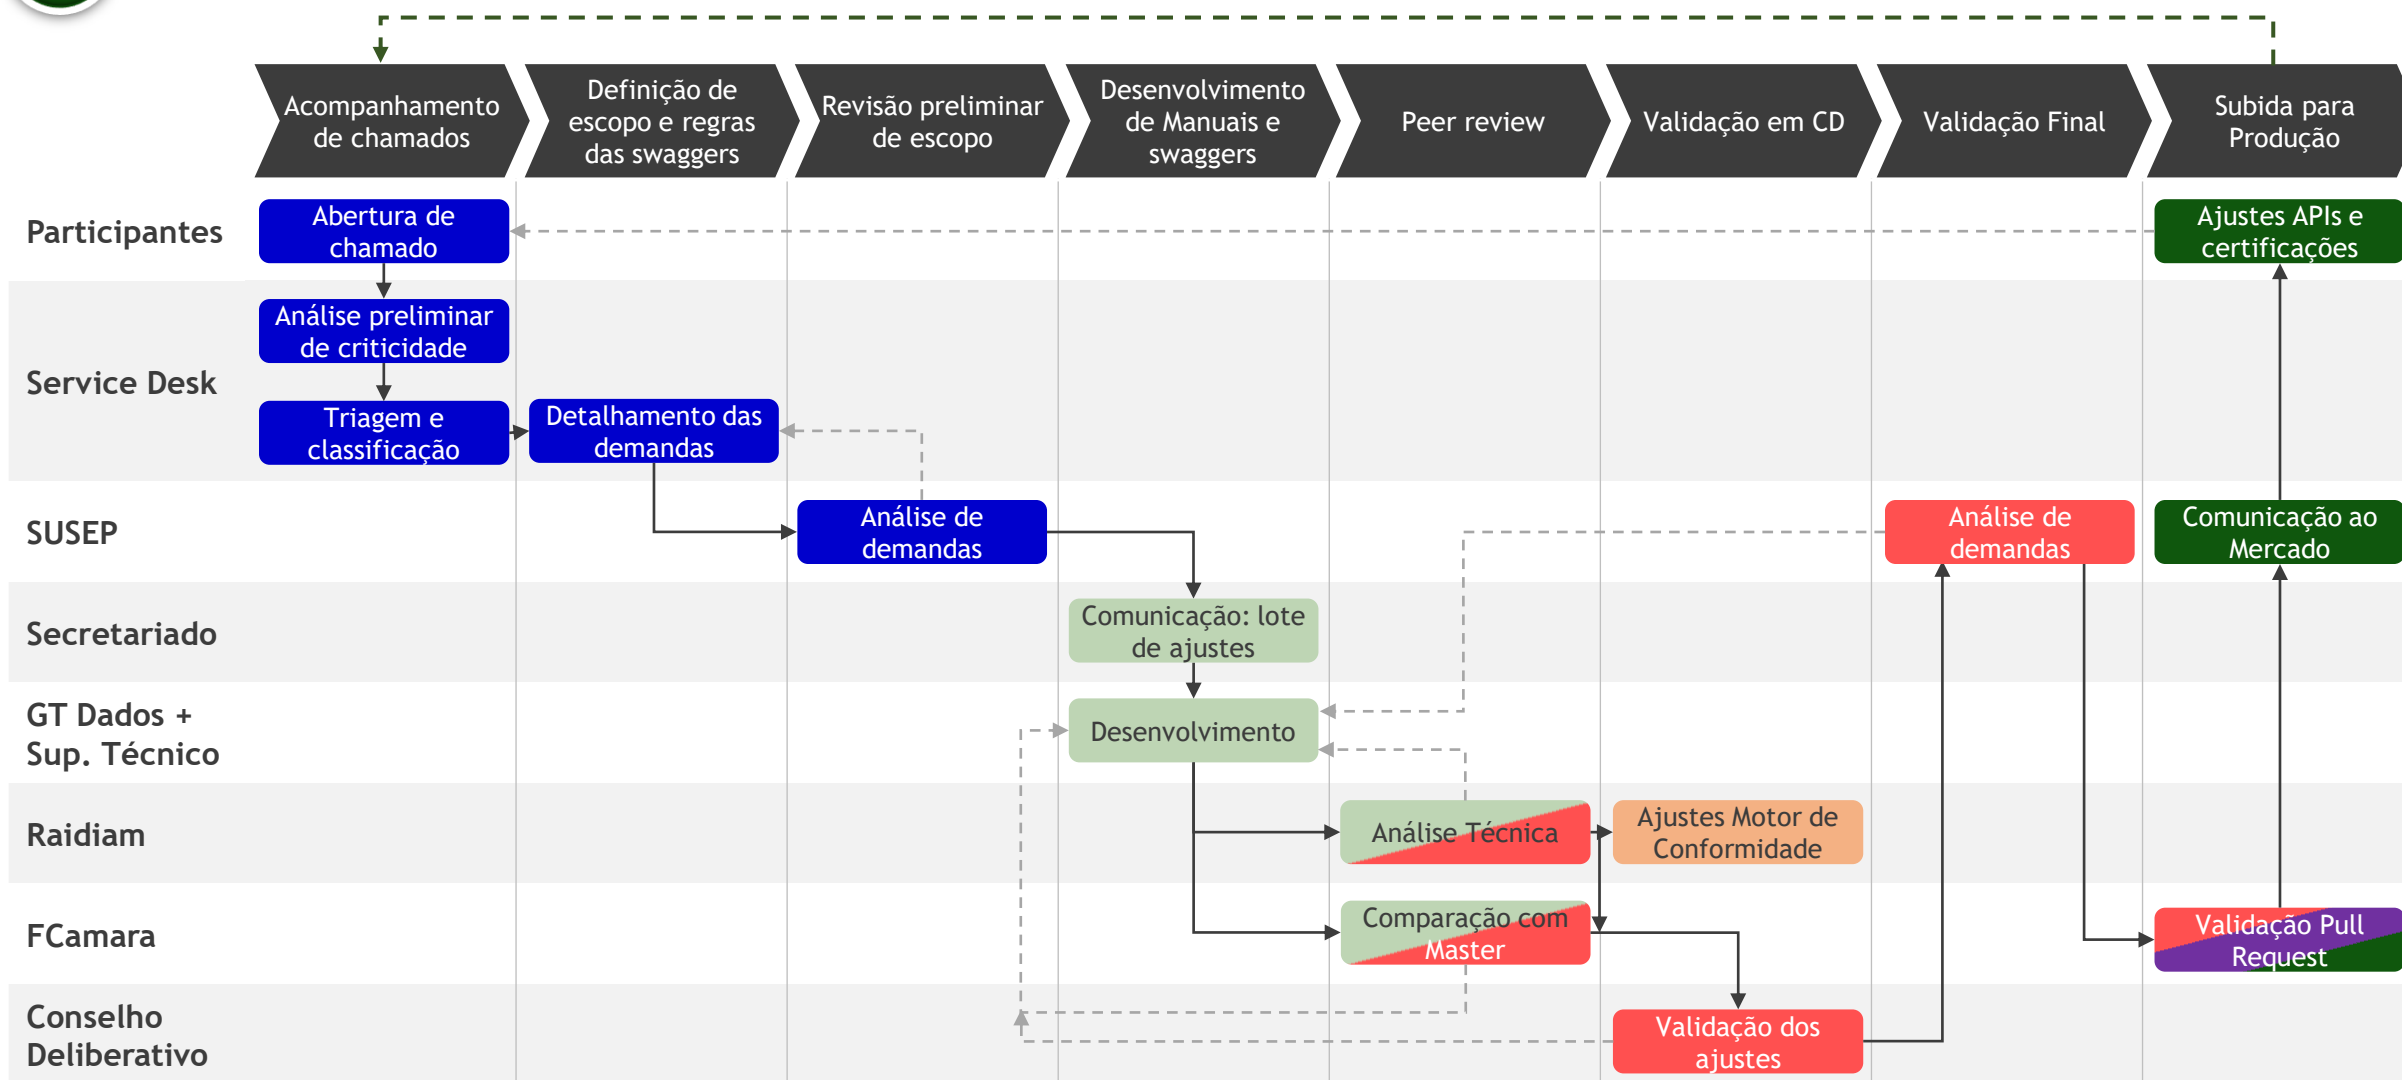 Acompanhamento
de chamados
Definição de
escopo e regras
das swaggers
Revisão preliminar
de escopo
Desenvolvimento
de Manuais e
swaggers
Peer review
Validação em CD
Validação Final
Subida para
Produção
Participantes
Abertura de
chamado
Ajustes APIs e
certificações
Service Desk
Análise preliminar
de criticidade
Triagem e
classificação
Detalhamento das
demandas
SUSEP
Análise de
demandas
Análise de
demandas
Comunicação ao
Mercado
Secretariado
Comunicação: lote
de ajustes
GT Dados +
Sup. Técnico
Desenvolvimento
Raidiam
Análise Técnica
Ajustes Motor de
Conformidade
FCamara
Comparação com
Master
Validação Pull
Request
Conselho
Deliberativo
Validação dos
ajustes